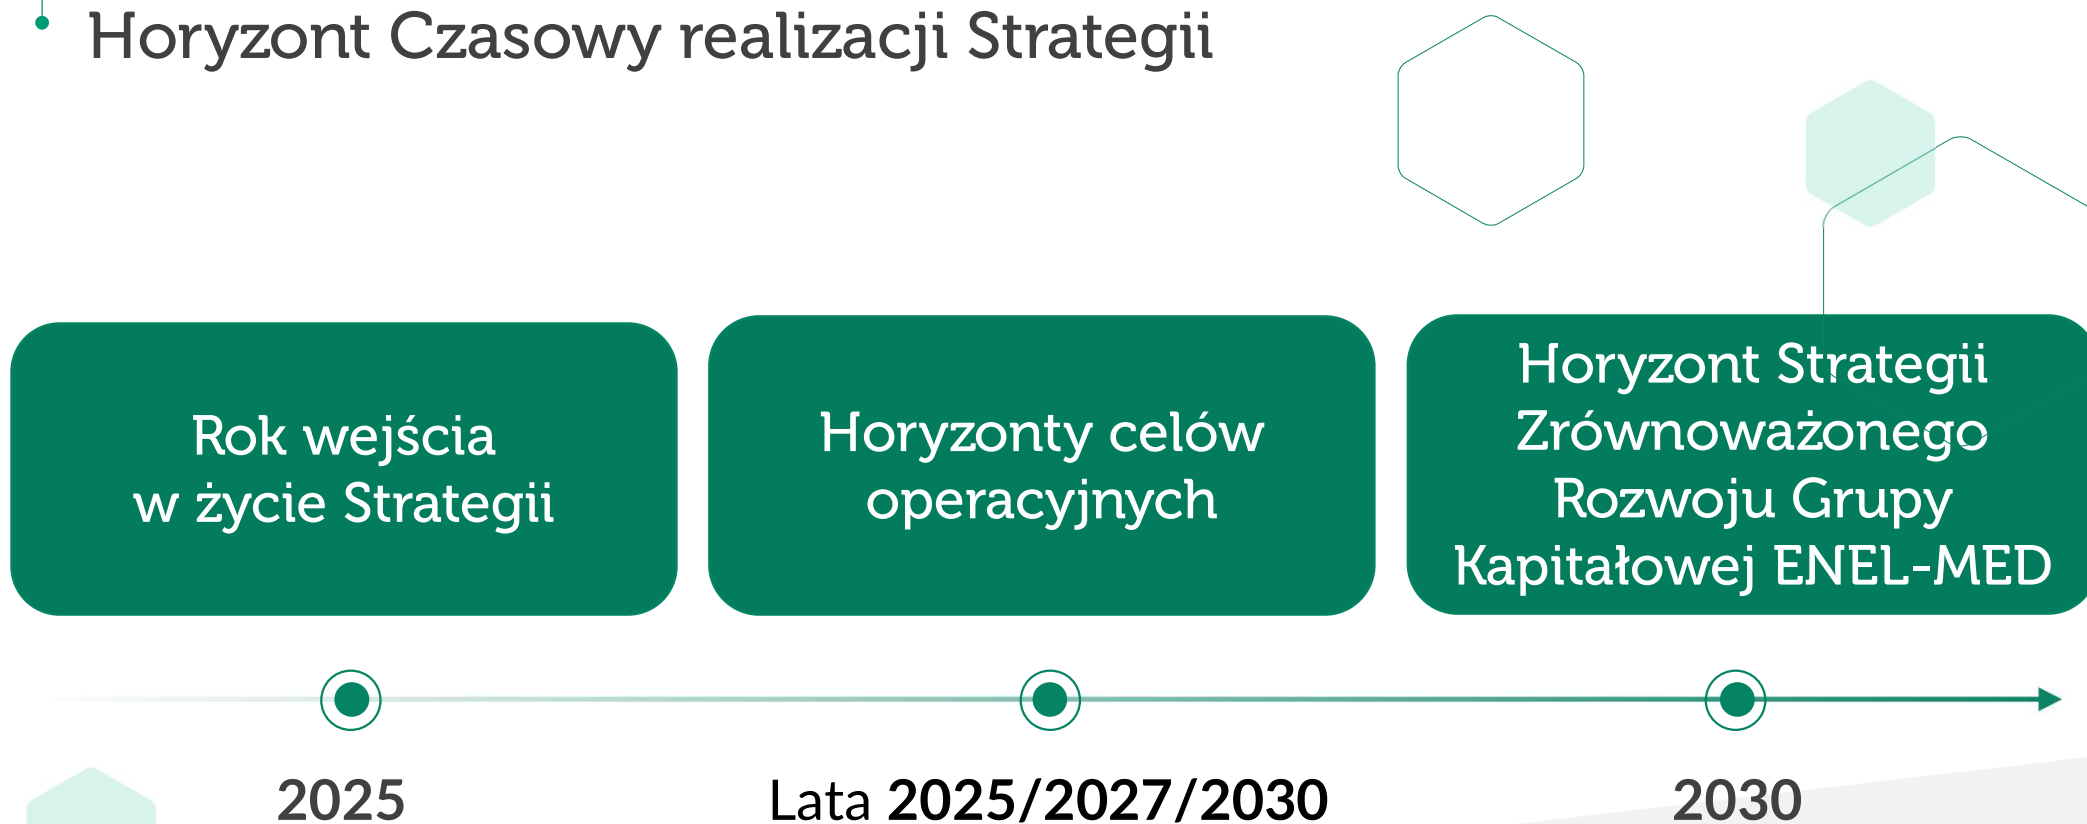 Horyzont Czasowy realizacji Strategii
Rok wejścia
w życie Strategii
Horyzonty celów
operacyjnych
Horyzont Strategii
Zrównoważonego
Rozwoju Grupy
Kapitałowej ENEL-MED
2025
Lata 2025/2027/2030
2030